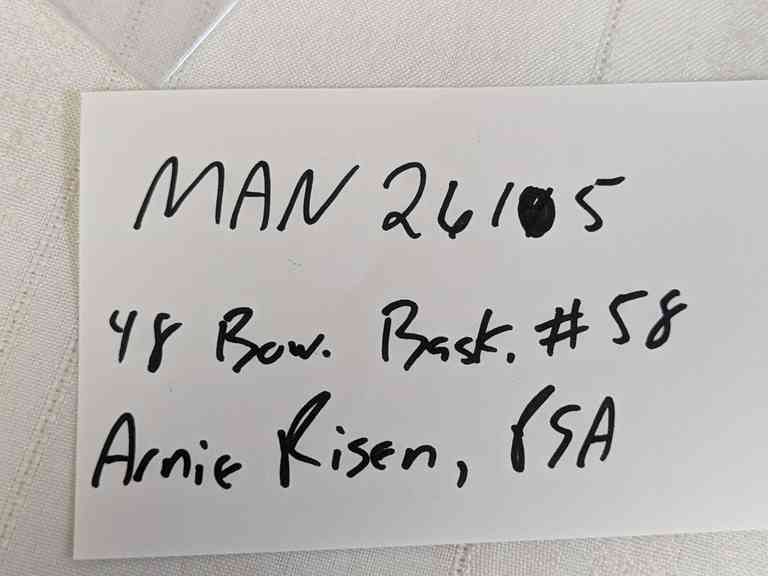 MAN 26105
48 Bow. Bask. #58
Arnie Risen, PSA